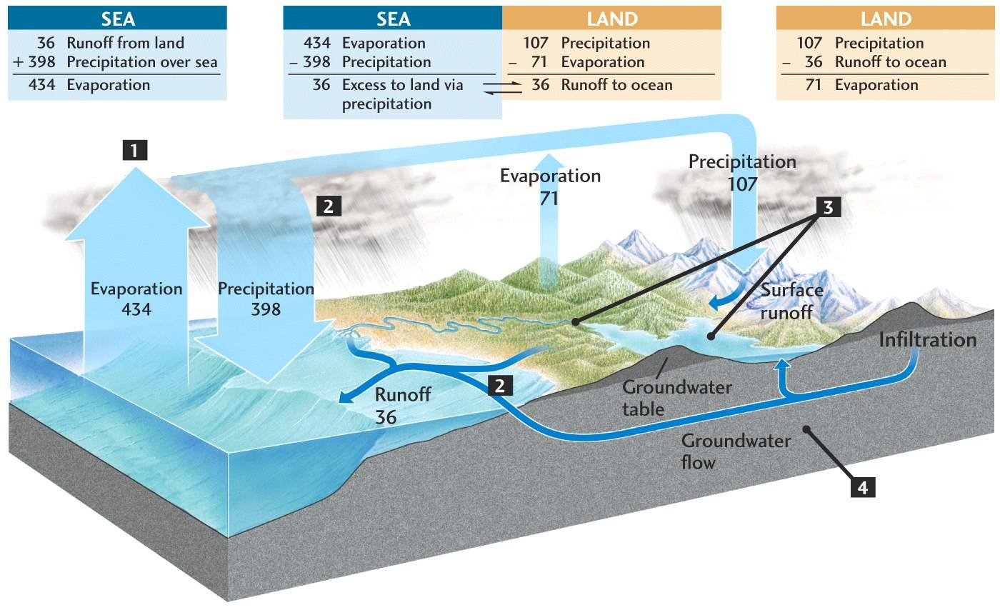 SEA
36 Runoff from land
+ 398 Precipitation over sea
434 Evaporation
SEA
434 Evaporation
– 398 Precipitation
36 Excess to land via
precipitation
LAND
107 Precipitation
– 71 Evaporation
36 Runoff to ocean
LAND
107 Precipitation
– 36 Runoff to ocean
71 Evaporation
1
2
Evaporation
71
Precipitation
107
3
Evaporation
434
Precipitation
398
Surface
runoff
Infiltration
Runoff
36
2
Groundwater
table
Groundwater
flow
4